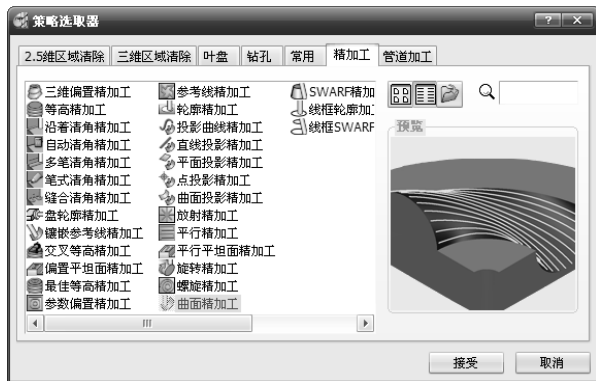 策略选取器
2.5维区域清除 三维区域清除 叶盘 钻孔 常用 精加工 管道加工
三维偏置精加工
等高精加工
沿着清角精加工
自动清角精加工
多笔清角精加工
笔式清角精加工
缝合清角精加工
盘轮廓精加工
镶嵌参考线精加工
交叉等高精加工
偏置平坦面精加工
最佳等高精加工
参数偏置精加工
参考线精加工
轮廓精加工
投影曲线精加工
直线投影精加工
平面投影精加工
点投影精加工
曲面投影精加工
放射精加工
平行精加工
平行平坦面精加工
旋转精加工
螺旋精加工
曲面精加工
SWARF精加
线框轮廓加
线框SWARF
预览
接受 取消